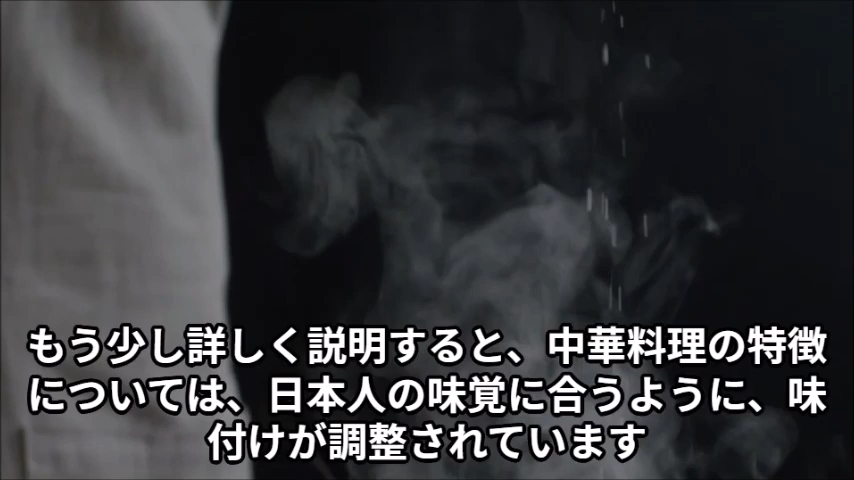 もう少し詳しく説明すると、中華料理の特徴
については、日本人の味覚に合うように、味
付けが調整されています